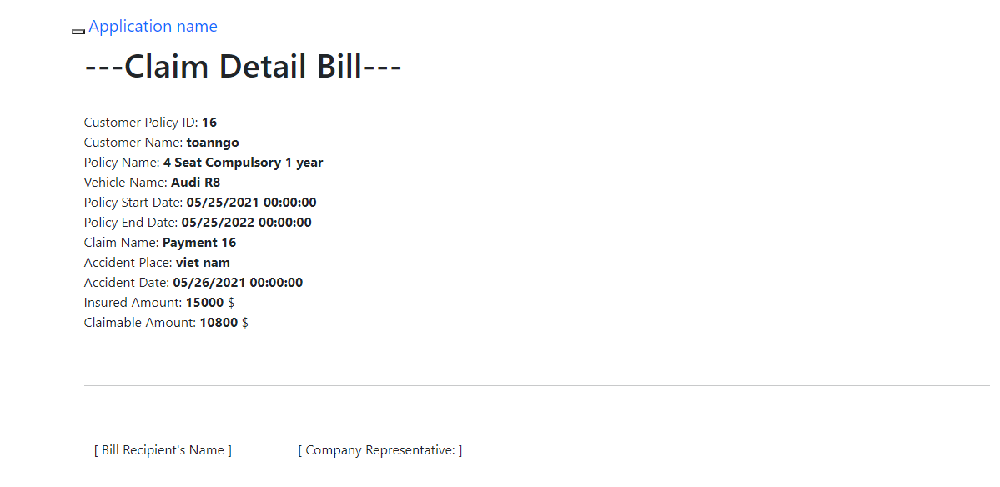 Application name
---Claim Detail Bill---
Customer Policy ID: 16
Customer Name: toanngo
Policy Name: 4 Seat Compulsory 1 year
Vehicle Name: Audi R8
Policy Start Date: 05/25/2021 00:00:00
Policy End Date: 05/25/2022 00:00:00
Claim Name: Payment 16
Accident Place: viet nam
Accident Date: 05/26/2021 00:00:00
Insured Amount: 15000 $
Claimable Amount: 10800 $
[ Bill Recipient's Name ] [ Company Representative: ]